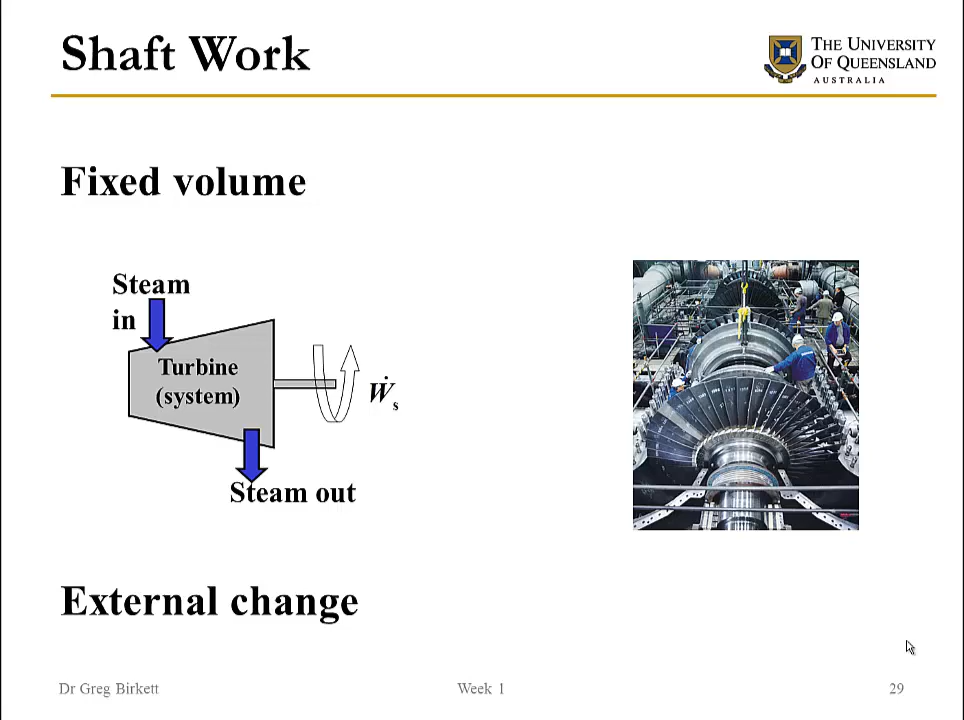 Shaft Work
THE UNIVERSITY
OF QUEENSLAND
AUSTRALIA
Fixed volume
Steam
in
Turbine
(system)
Ẇs
Steam out
External change
Dr Greg Birkett
Week 1
29